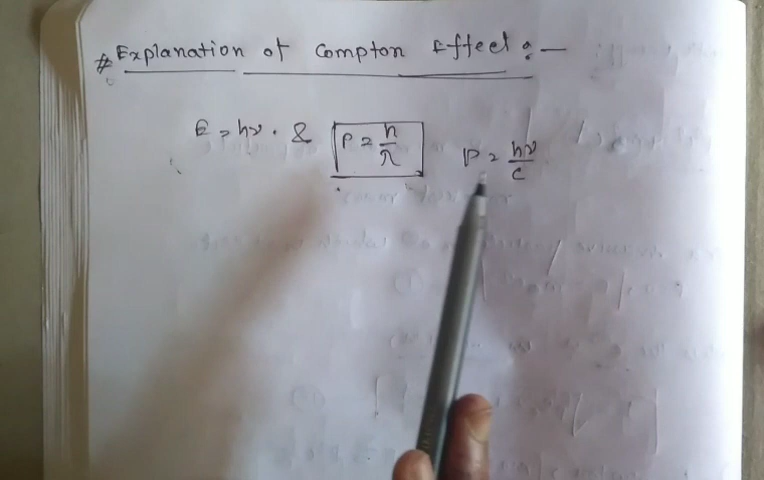 # Explanation of Compton Effect :—
E = hν. & P = h/λ P = hν/c